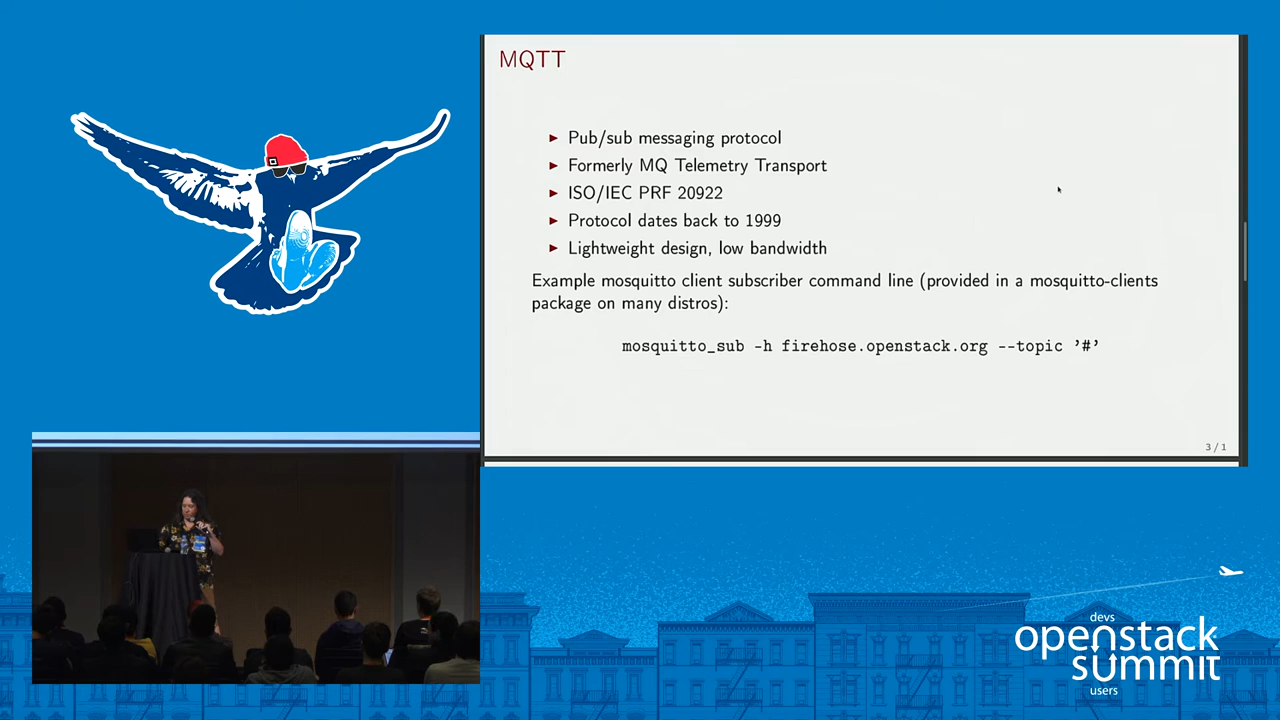 MQTT
► Pub/sub messaging protocol
► Formerly MQ Telemetry Transport
► ISO/IEC PRF 20922
► Protocol dates back to 1999
► Lightweight design, low bandwidth
Example mosquitto client subscriber command line (provided in a mosquitto-clients
package on many distros):
mosquitto_sub -h firehose.openstack.org --topic ’#’
3 / 1
devs
openstack
summit
users